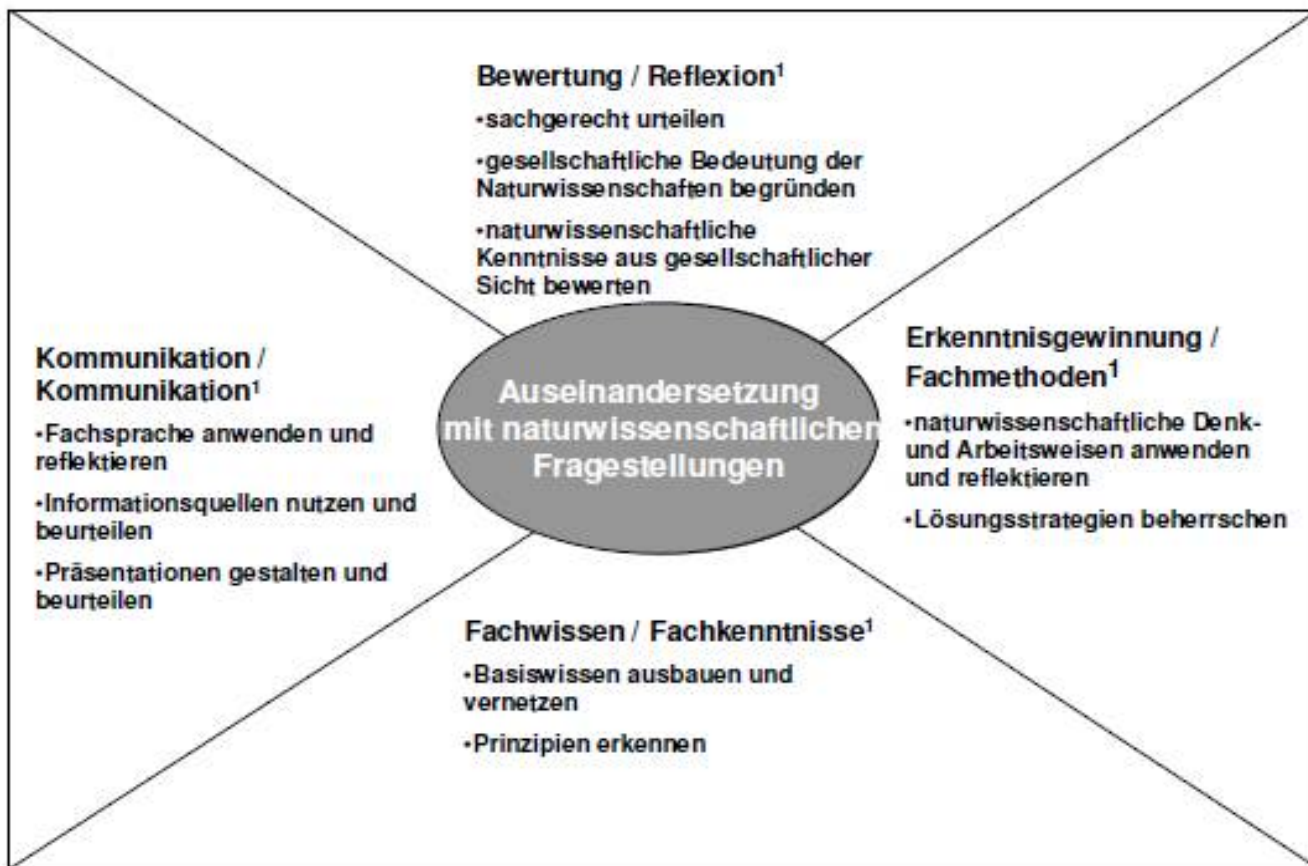 Bewertung / Reflexion¹
•sachgerecht urteilen
•gesellschaftliche Bedeutung der
Naturwissenschaften begründen
•naturwissenschaftliche
Kenntnisse aus gesellschaftlicher
Sicht bewerten
Kommunikation /
Kommunikation¹
•Fachsprache anwenden und
reflektieren
•Informationsquellen nutzen und
beurteilen
•Präsentationen gestalten und
beurteilen
Auseinandersetzung
mit naturwissenschaftlichen
Fragestellungen
Erkenntnisgewinnung /
Fachmethoden¹
•naturwissenschaftliche Denk-
und Arbeitsweisen anwenden
und reflektieren
•Lösungsstrategien beherrschen
Fachwissen / Fachkenntnisse¹
•Basiswissen ausbauen und
vernetzen
•Prinzipien erkennen